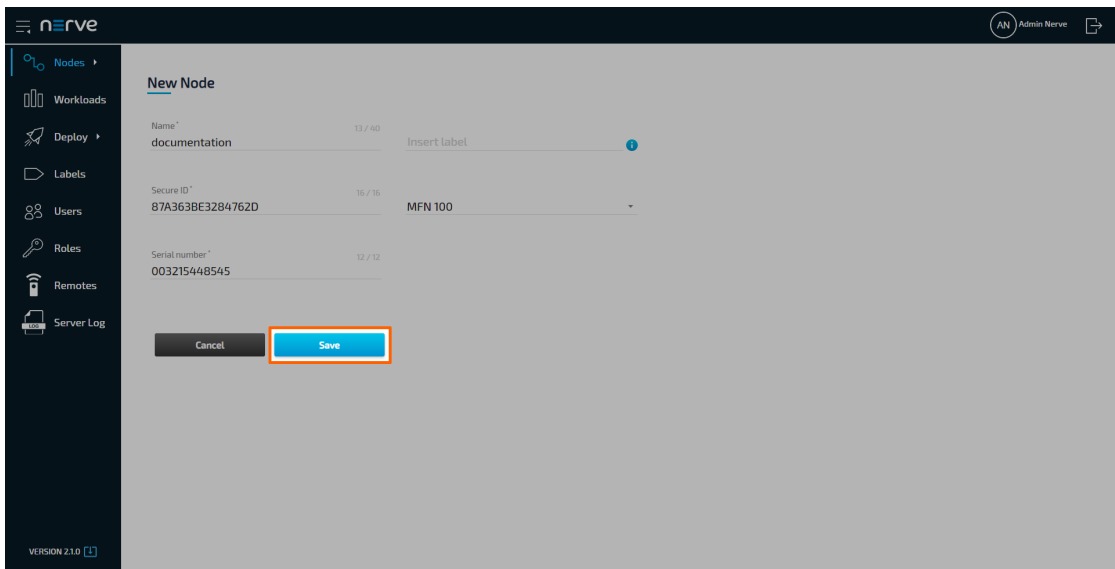 nerve
AN Admin Nerve
Nodes
Workloads
Deploy
Labels
Users
Roles
Remotes
LOG Server Log
VERSION 2.1.0
New Node
Name*
13 / 40
documentation
Insert label
i
Secure ID*
16 / 16
87A363BE3284762D
MFN 100
Serial number*
12 / 12
003215448545
Cancel
Save